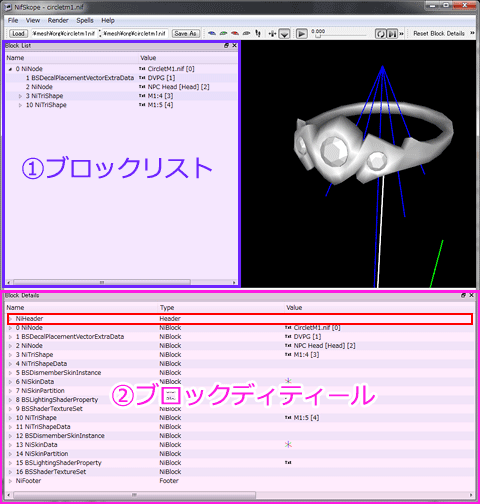 NifSkope - circletm1.nif
File View Nif Spells Help
Load ¥mesh¥org¥circletm1.nif ¥mesh¥org¥circletm1.nif Save As 0.000 Reset Block Details
Block List
Name Value
0 NiNode Txt CircletM1.nif [0]
1 BSDecalPlacementVectorExtraData Txt DVPG [1]
2 NiNode Txt NPC Head [Head] [2]
3 NiTriShape Txt M1:4 [3]
10 NiTriShape Txt M1:5 [4]
①ブロックリスト
Block Details
Name Type Value
NiHeader Header
0 NiNode NiBlock Txt CircletM1.nif [0]
1 BSDecalPlacementVectorExtraData NiBlock Txt DVPG [1]
2 NiNode NiBlock Txt NPC Head [Head] [2]
3 NiTriShape NiBlock Txt M1:4 [3]
4 NiTriShapeData NiBlock
5 BSDismemberSkinInstance NiBlock
6 NiSkinData NiBlock
7 NiSkinPartition NiBlock
8 BSLightingShaderProperty
②ブロックディティール
9 BSShaderTextureSet NiBlock
10 NiTriShape NiBlock Txt M1:5 [4]
11 NiTriShapeData NiBlock
12 BSDismemberSkinInstance NiBlock
13 NiSkinData NiBlock
14 NiSkinPartition NiBlock
15 BSLightingShaderProperty NiBlock Txt
16 BSShaderTextureSet NiBlock
NiFooter Footer